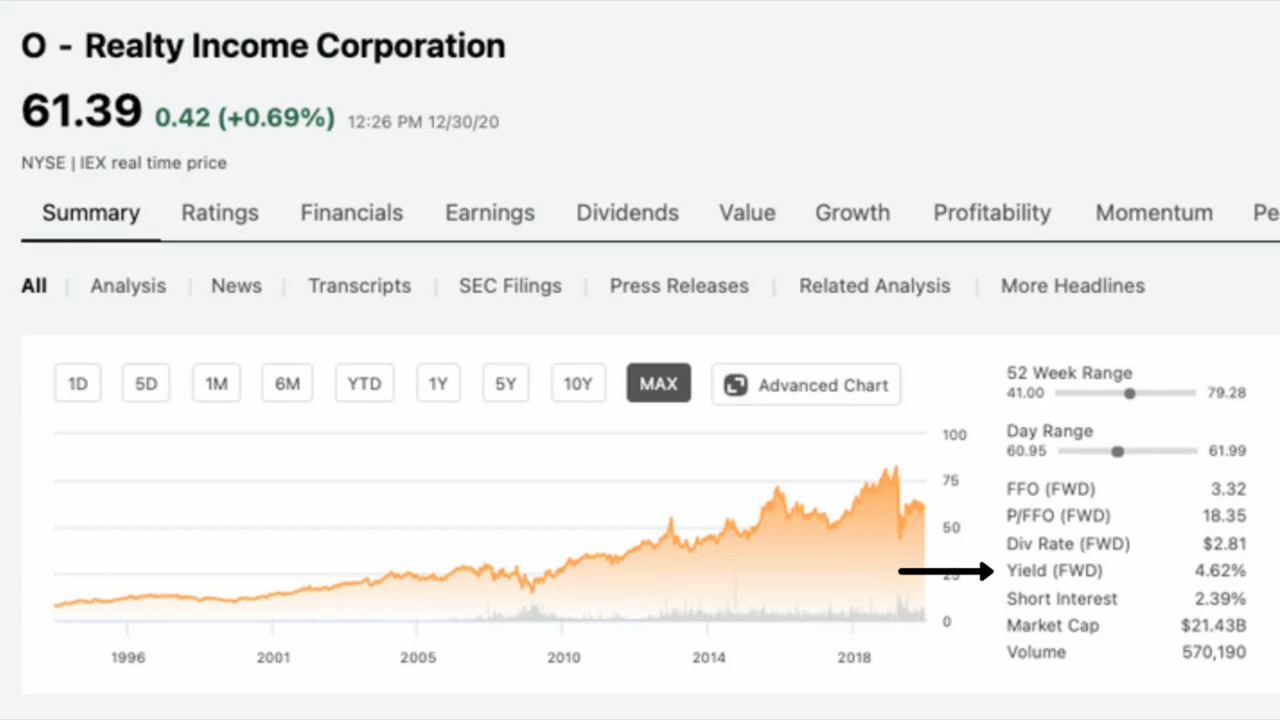 O - Realty Income Corporation
61.39 0.42 (+0.69%) 12:26 PM 12/30/20
NYSE | IEX real time price
Summary Ratings Financials Earnings Dividends Value Growth Profitability Momentum Pe
All | Analysis | News | Transcripts | SEC Filings | Press Releases | Related Analysis | More Headlines
1D 5D 1M 6M YTD 1Y 5Y 10Y MAX Advanced Chart
100
75
50
25
0
1996 2001 2005 2010 2014 2018
52 Week Range
41.00 79.28
Day Range
60.95 61.99
FFO (FWD) 3.32
P/FFO (FWD) 18.35
Div Rate (FWD) $2.81
Yield (FWD) 4.62%
Short Interest 2.39%
Market Cap $21.43B
Volume 570,190